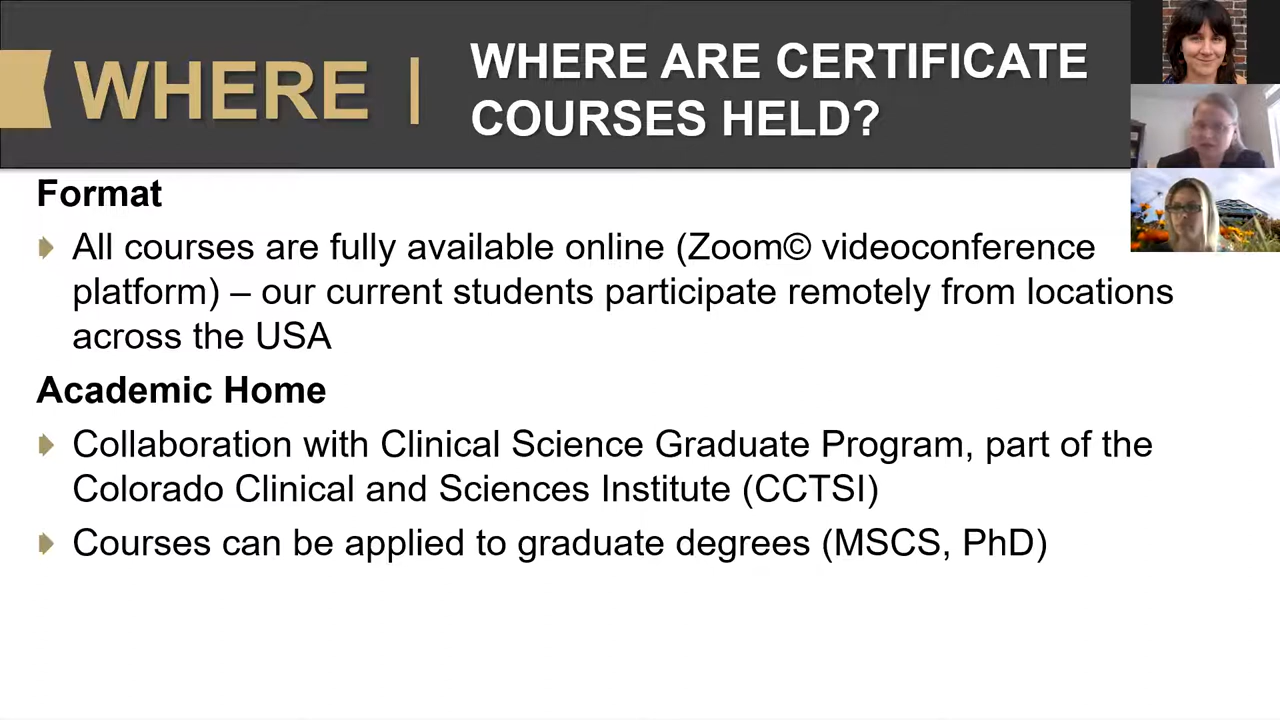 WHERE |
WHERE ARE CERTIFICATE
COURSES HELD?
Format
All courses are fully available online (Zoom© videoconference
platform) – our current students participate remotely from locations
across the USA
Academic Home
Collaboration with Clinical Science Graduate Program, part of the
Colorado Clinical and Sciences Institute (CCTSI)
Courses can be applied to graduate degrees (MSCS, PhD)